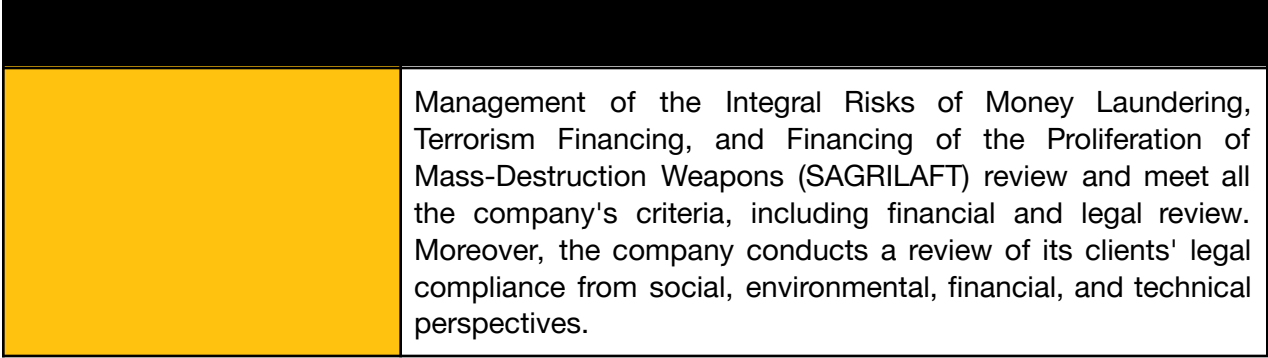 Management of the Integral Risks of Money Laundering,
Terrorism Financing, and Financing of the Proliferation of
Mass-Destruction Weapons (SAGRILAFT) review and meet all
the company's criteria, including financial and legal review.
Moreover, the company conducts a review of its clients' legal
compliance from social, environmental, financial, and technical
perspectives.